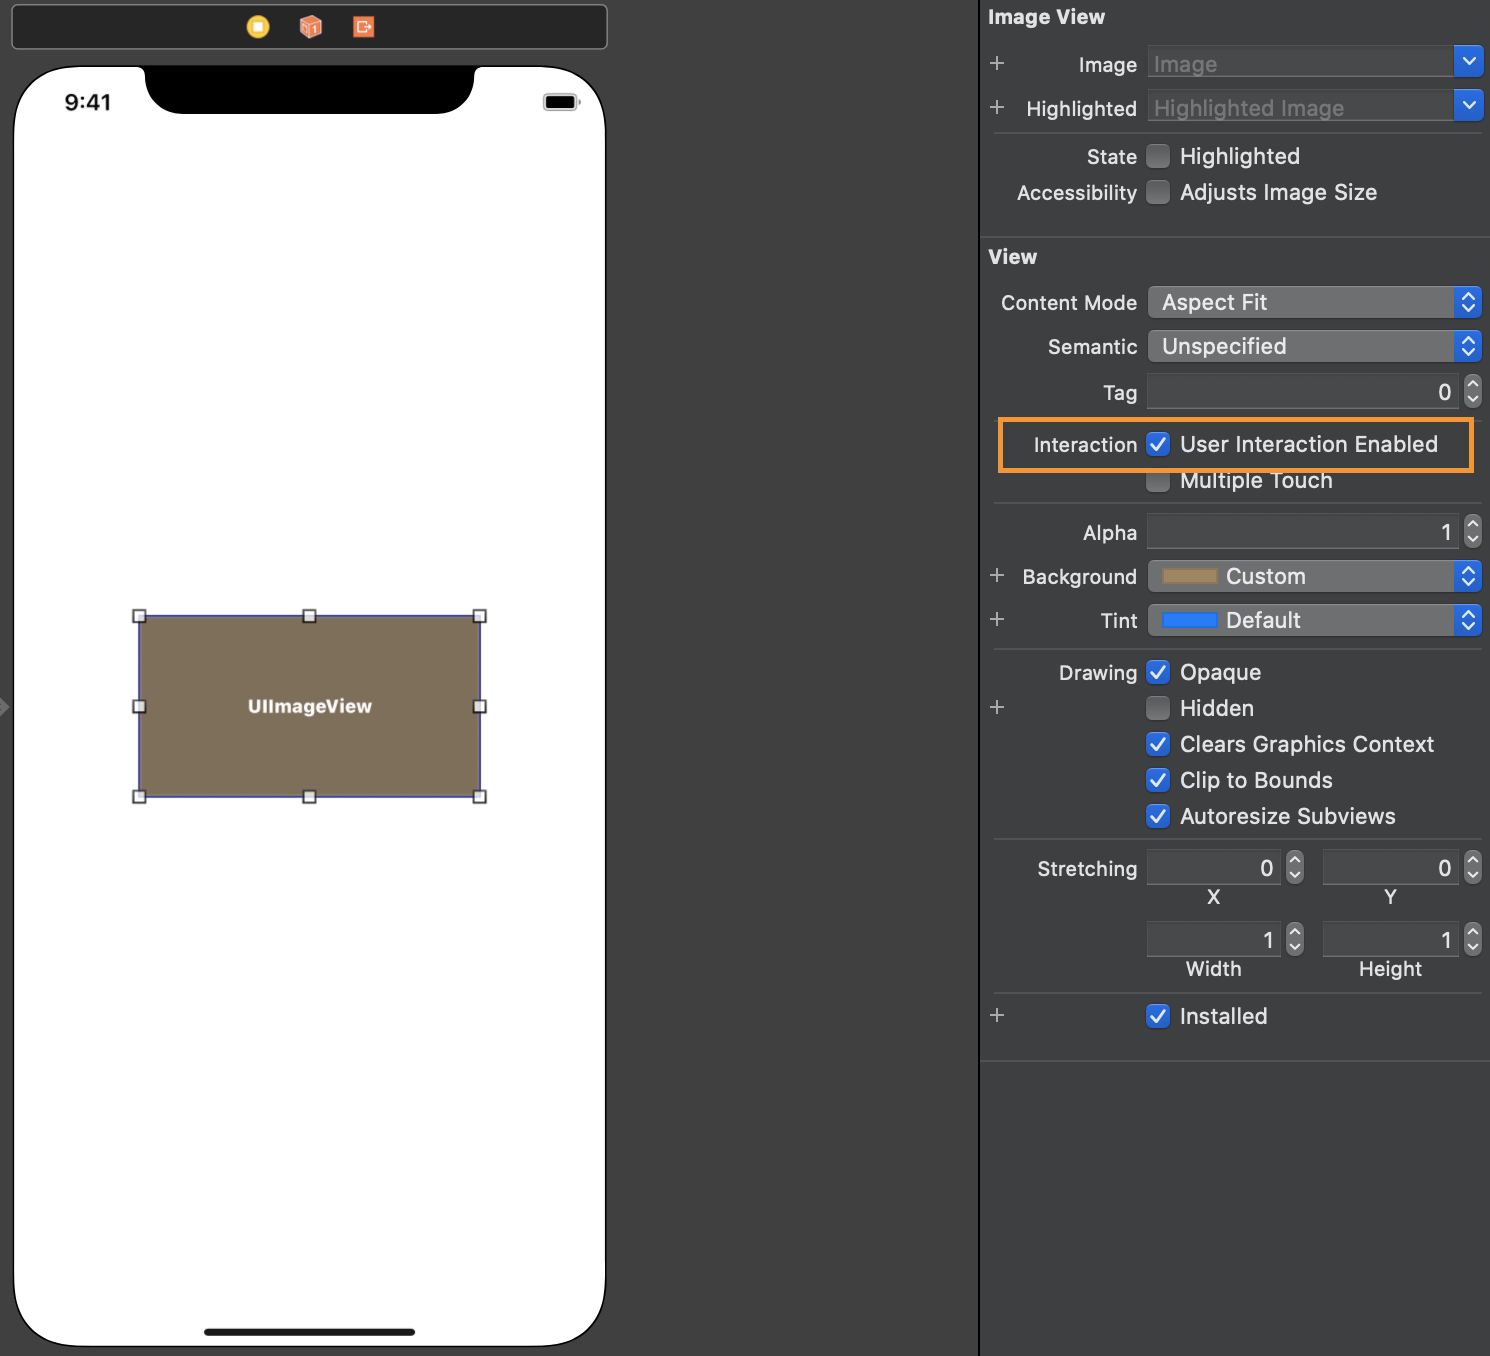 9:41
UIImageView
Image View
Image Image
Highlighted Highlighted Image
State Highlighted
Accessibility Adjusts Image Size
View
Content Mode Aspect Fit
Semantic Unspecified
Tag 0
Interaction User Interaction Enabled
Multiple Touch
Alpha 1
Background Custom
Tint Default
Drawing Opaque
Hidden
Clears Graphics Context
Clip to Bounds
Autoresize Subviews
Stretching 0 0
X Y
1 1
Width Height
Installed